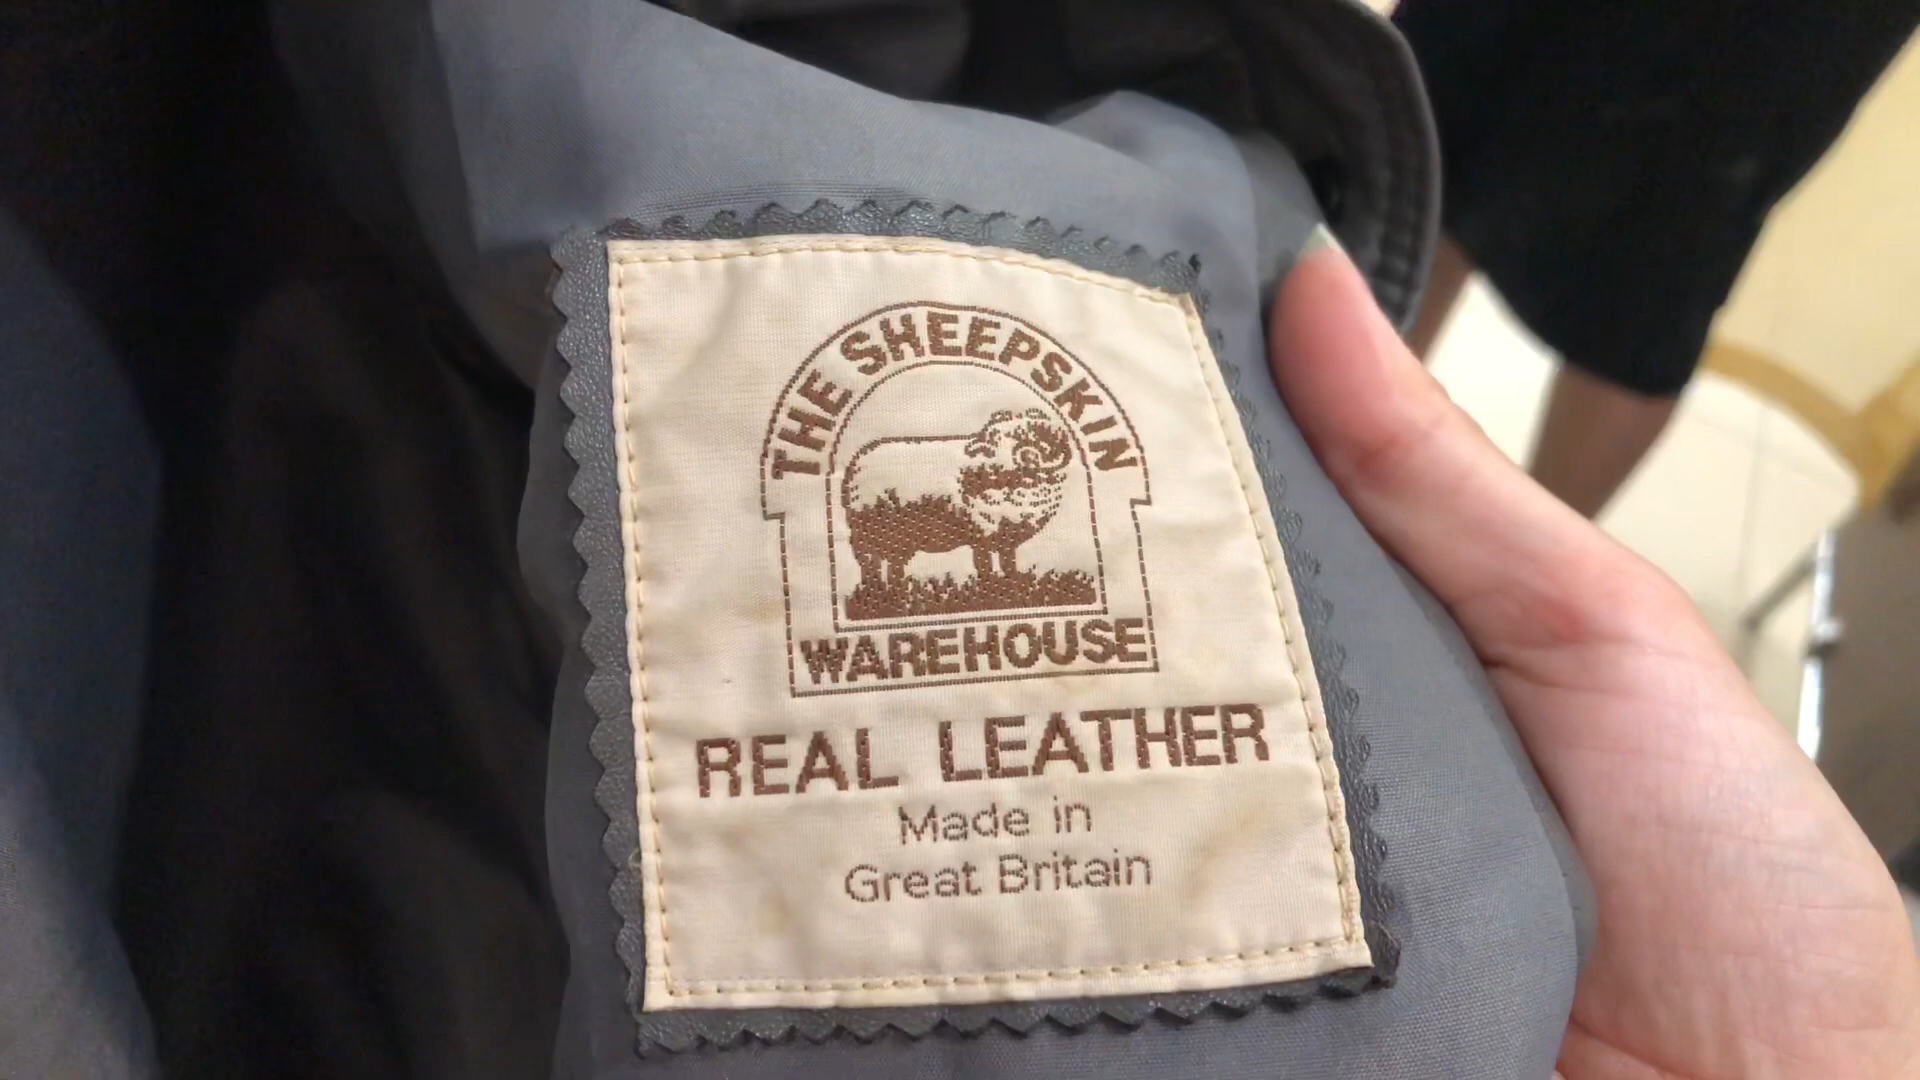 THE SHEEPSKIN
WAREHOUSE
REAL LEATHER
Made in
Great Britain